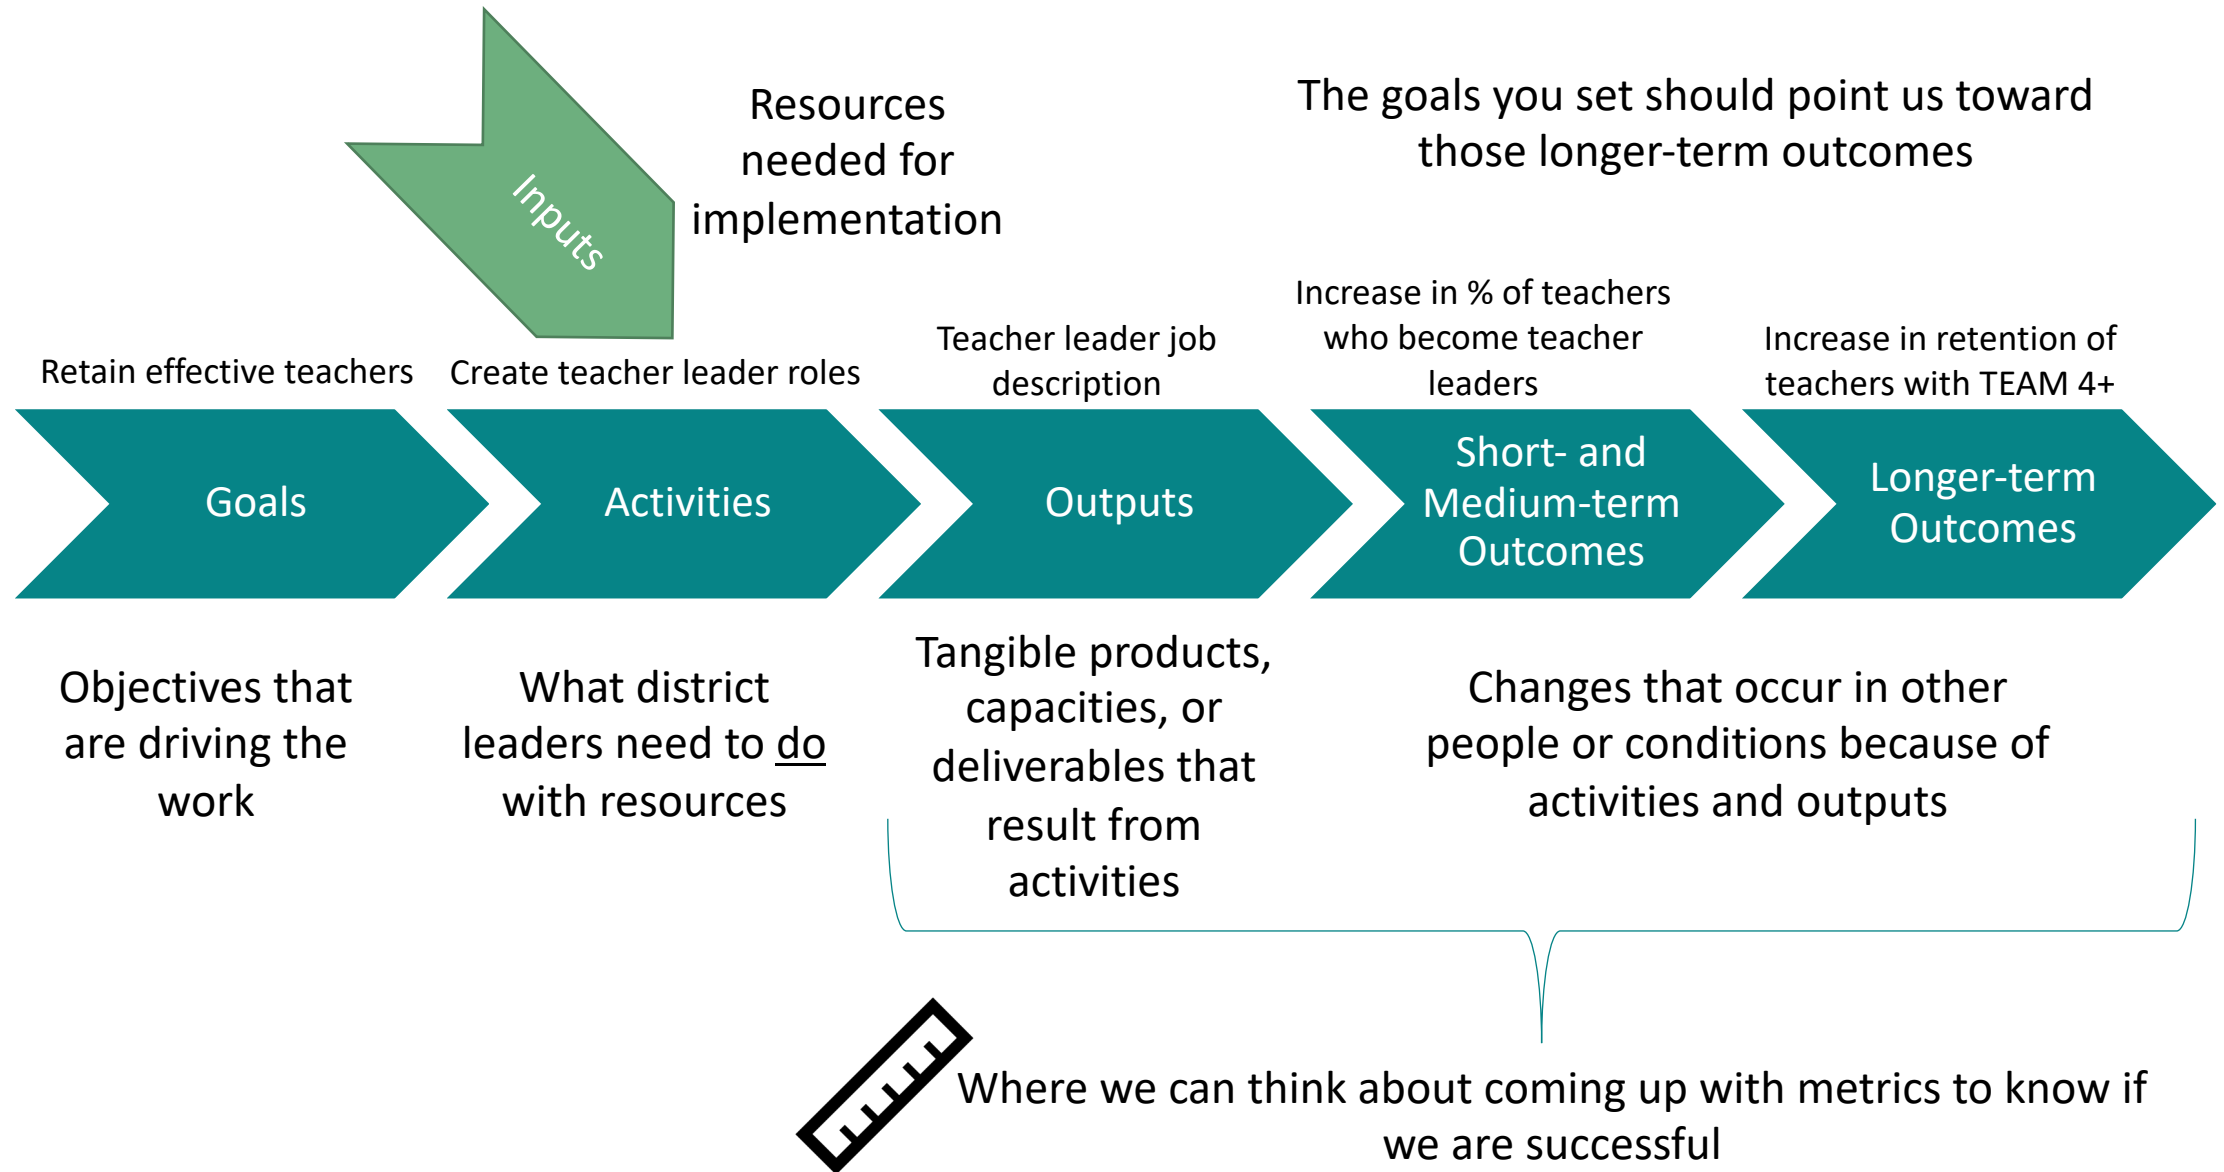 Inputs
Resources
needed for
implementation
The goals you set should point us toward
those longer-term outcomes
Retain effective teachers
Create teacher leader roles
Teacher leader job
description
Increase in % of teachers
who become teacher
leaders
Increase in retention of
teachers with TEAM 4+
Goals
Activities
Outputs
Short- and
Medium-term
Outcomes
Longer-term
Outcomes
Objectives that
are driving the
work
What district
leaders need to do
with resources
Tangible products,
capacities, or
deliverables that
result from
activities
Changes that occur in other
people or conditions because of
activities and outputs
Where we can think about coming up with metrics to know if
we are successful